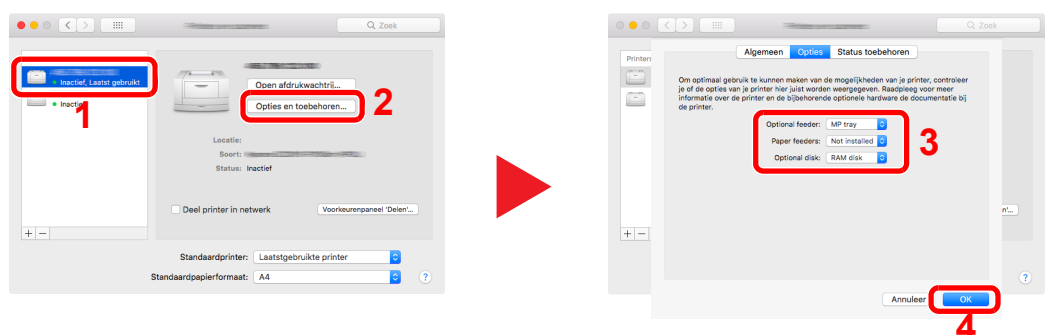 Zoek
Inactief, Laatst gebruikt
Inactief
1
Open afdrukwachtrij...
Opties en toebehoren...
2
Locatie:
Soort:
Status: Inactief
Deel printer in netwerk
Voorkeurenpaneel 'Delen'...
+ −
Standaardprinter: Laatstgebruikte printer
Standaardpapierformaat: A4
?
Zoek
Printers
Algemeen Opties Status toebehoren
Om optimaal gebruik te kunnen maken van de mogelijkheden van je printer, controleer
je of de opties van je printer hier juist worden weergegeven. Raadpleeg voor meer
informatie over de printer en de bijbehorende optionele hardware de documentatie bij
de printer.
Optional feeder: MP tray
Paper feeders: Not installed
Optional disk: RAM disk
3
n'...
+ −
?
Annuleer OK
4